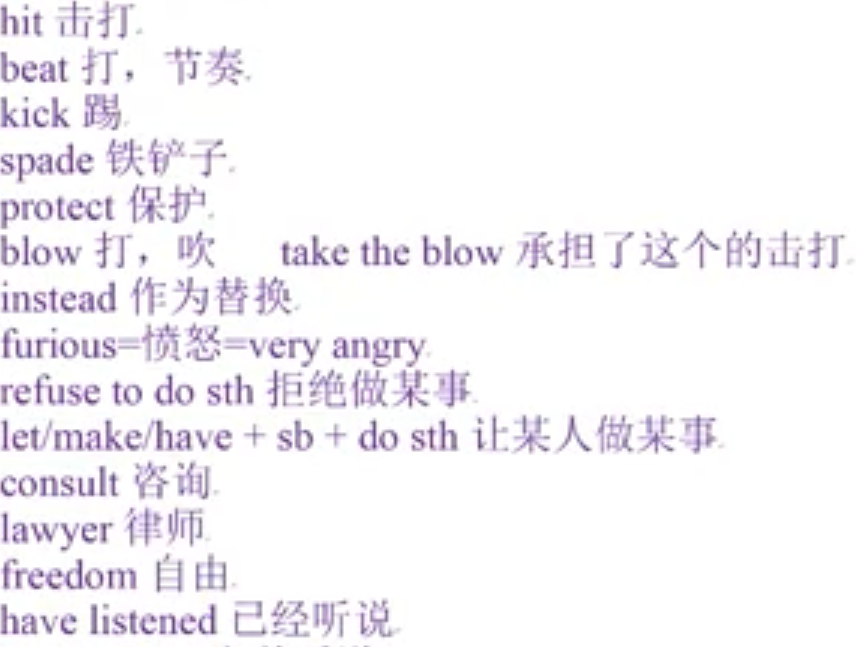 hit 击打
beat 打，节奏
kick 踢
spade 铁铲子
protect 保护
blow 打，吹 take the blow 承担了这个的击打
instead 作为替换
furious=愤怒=very angry
refuse to do sth 拒绝做某事
let/make/have + sb + do sth 让某人做某事
consult 咨询
lawyer 律师
freedom 自由
have listened 已经听说